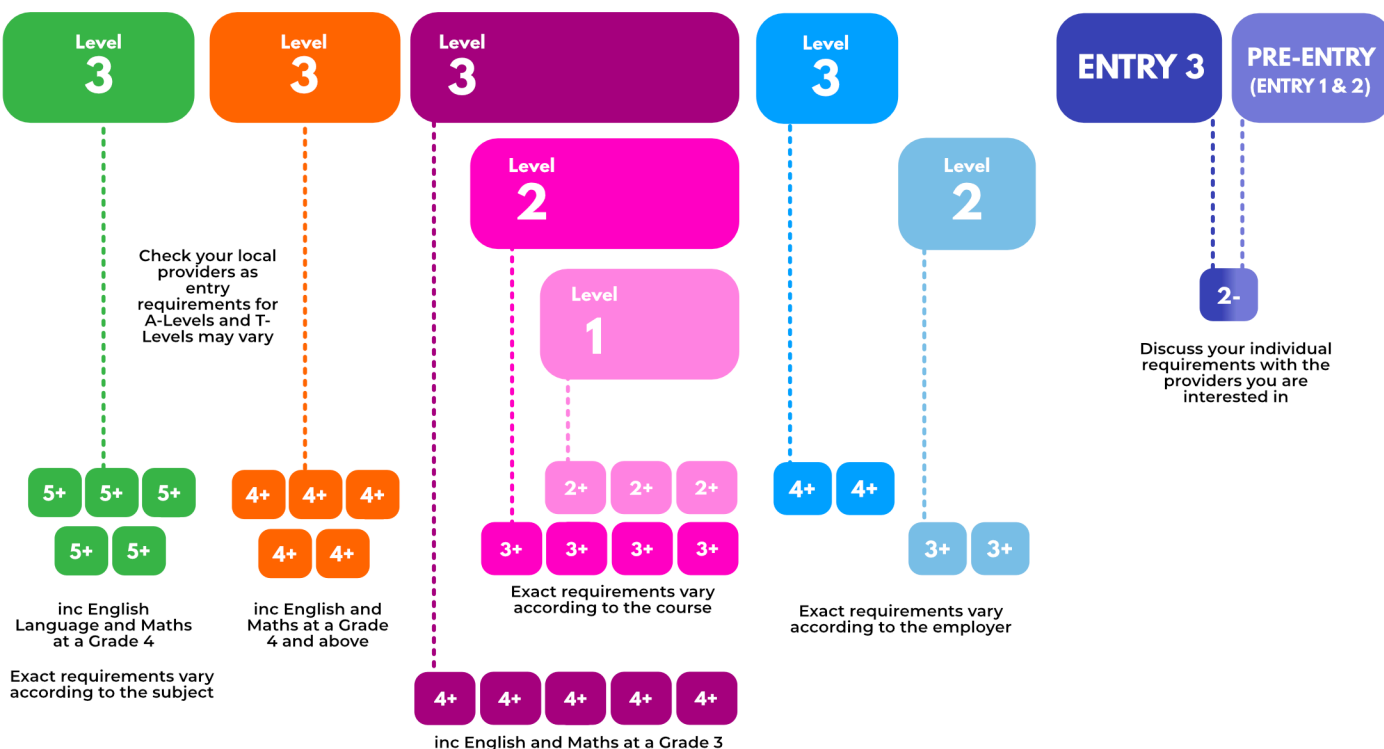 Level
3
Level
3
Level
3
Level
3
ENTRY 3
PRE-ENTRY
(ENTRY 1 & 2)
Level
2
Level
2
Level
1
Check your local
providers as
entry
requirements for
A-Levels and T-
Levels may vary
2-
Discuss your individual
requirements with the
providers you are
interested in
5+ 5+ 5+
5+ 5+
inc English
Language and Maths
at a Grade 4
Exact requirements vary
according to the subject
4+ 4+ 4+
4+ 4+
inc English and
Maths at a Grade
4 and above
2+ 2+ 2+
3+ 3+ 3+ 3+
Exact requirements vary
according to the course
4+ 4+ 4+ 4+ 4+
inc English and Maths at a Grade 3
4+ 4+
3+ 3+
Exact requirements vary
according to the employer